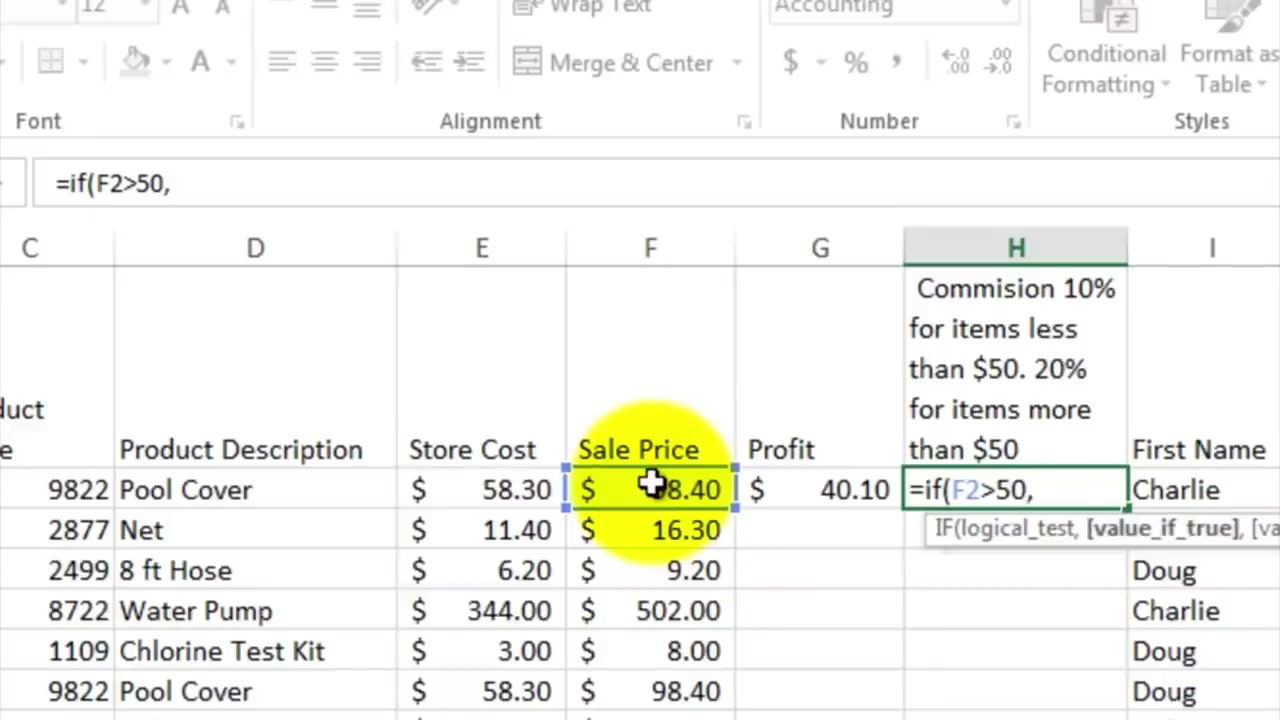 12 A A Wrap Text Accounting
Merge & Center $ % , Conditional Formatting Format as Table
Font Alignment Number Styles
=if(F2>50,
C D E F G H I
Commision 10%
for items less
than $50. 20%
for items more
than $50
duct
e Product Description Store Cost Sale Price Profit First Name
9822 Pool Cover $ 58.30 $ 8.40 $ 40.10 =if(F2>50, Charlie
IF(logical_test, [value_if_true], [va
2877 Net $ 11.40 $ 16.30
2499 8 ft Hose $ 6.20 $ 9.20 Doug
8722 Water Pump $ 344.00 $ 502.00 Charlie
1109 Chlorine Test Kit $ 3.00 $ 8.00 Doug
9822 Pool Cover $ 58.30 $ 98.40 Doug